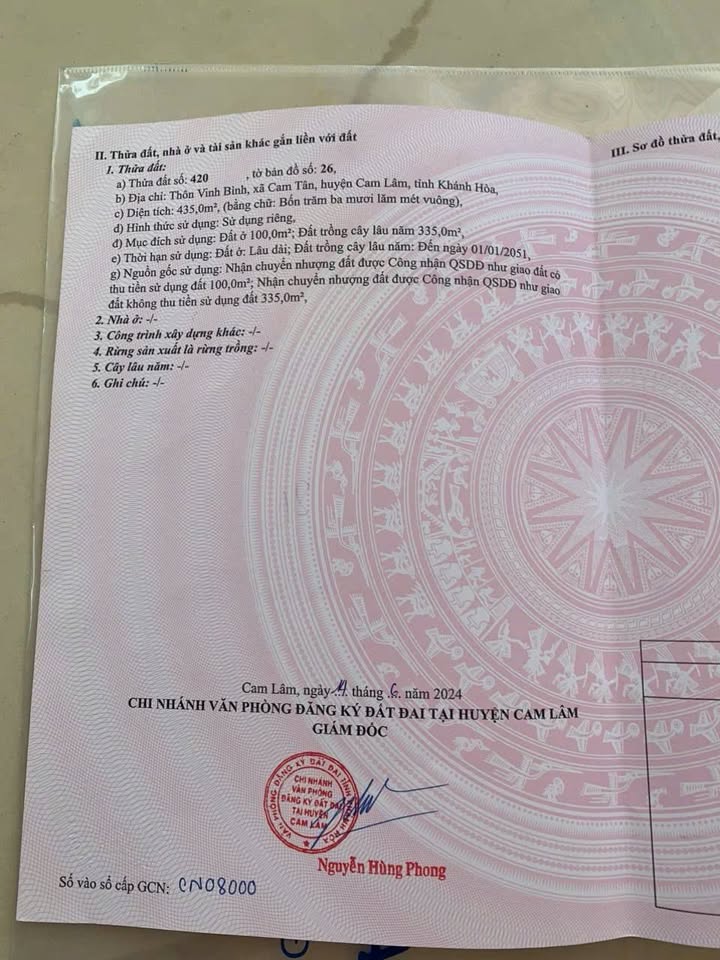 II. Thửa đất, nhà ở và tài sản khác gắn liền với đất
1. Thửa đất:
a) Thửa đất số: 420 , tờ bản đồ số: 26,
b) Địa chỉ: Thôn Vinh Bình, xã Cam Tân, huyện Cam Lâm, tỉnh Khánh Hòa,
c) Diện tích: 435,0m², (bằng chữ: Bốn trăm ba mươi lăm mét vuông),
d) Hình thức sử dụng: Sử dụng riêng,
đ) Mục đích sử dụng: Đất ở 100,0m²; Đất trồng cây lâu năm 335,0m²,
e) Thời hạn sử dụng: Đất ở: Lâu dài; Đất trồng cây lâu năm: Đến ngày 01/01/2051,
g) Nguồn gốc sử dụng: Nhận chuyển nhượng đất được Công nhận QSDĐ như giao đất có
thu tiền sử dụng đất 100,0m²; Nhận chuyển nhượng đất được Công nhận QSDĐ như giao
đất không thu tiền sử dụng đất 335,0m²,
2. Nhà ở: -/-
3. Công trình xây dựng khác: -/-
4. Rừng sản xuất là rừng trồng: -/-
5. Cây lâu năm: -/-
6. Ghi chú: -/-
III. Sơ đồ thửa đất,
Cam Lâm, ngày tháng 6 năm 2024
CHI NHÁNH VĂN PHÒNG ĐĂNG KÝ ĐẤT ĐAI TẠI HUYỆN CAM LÂM
GIÁM ĐỐC
VĂN PHÒNG ĐĂNG KÝ ĐẤT ĐAI TỈNH KHÁNH HÒA
CHI NHÁNH
VĂN PHÒNG
ĐĂNG KÝ ĐẤT ĐAI
TẠI HUYỆN
CAM LÂM
Nguyễn Hùng Phong
Số vào sổ cấp GCN: CN08000